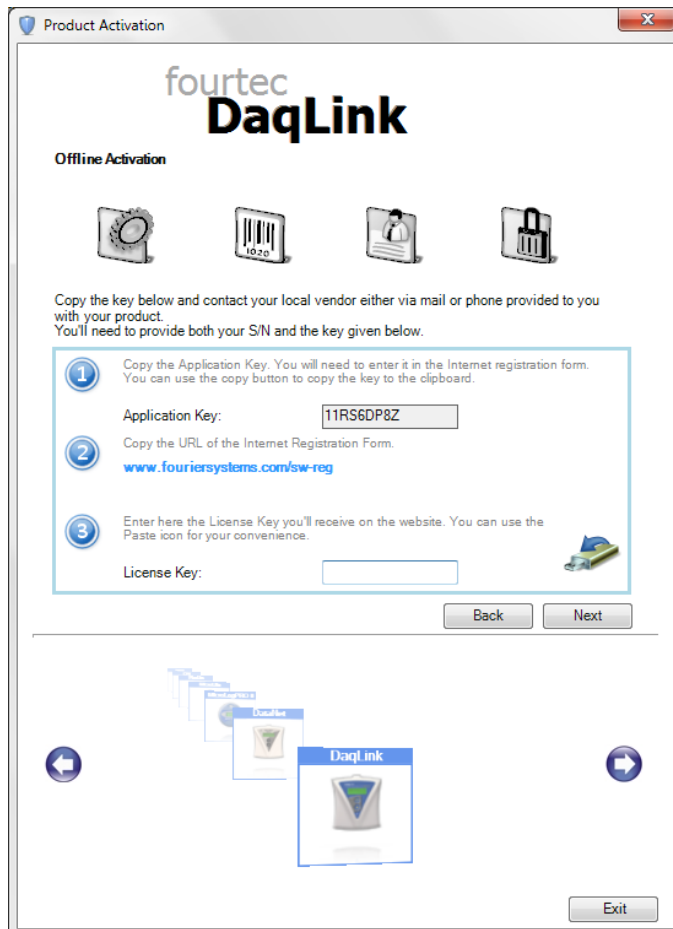 Product Activation
fourtec
DaqLink
Offline Activation
1020
Copy the key below and contact your local vendor either via mail or phone provided to you
with your product.
You'll need to provide both your S/N and the key given below.
1
Copy the Application Key. You will need to enter it in the Internet registration form.
You can use the copy button to copy the key to the clipboard.
Application Key: 11RS6DP8Z
2
Copy the URL of the Internet Registration Form.
www.fouriersystems.com/sw-reg
3
Enter here the License Key you'll receive on the website. You can use the
Paste icon for your convenience.
License Key:
Back Next
DataNet
DaqLink
Exit